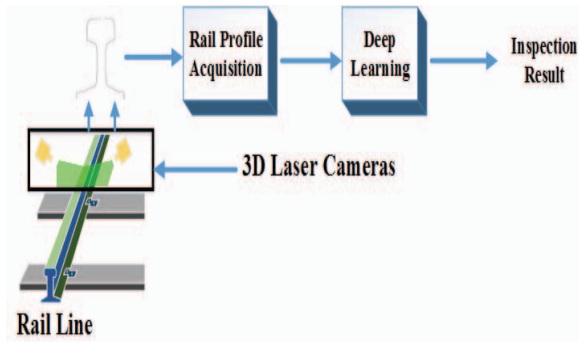 Rail Profile
Acquisition
Deep
Learning
Inspection
Result
3D Laser Cameras
Rail Line